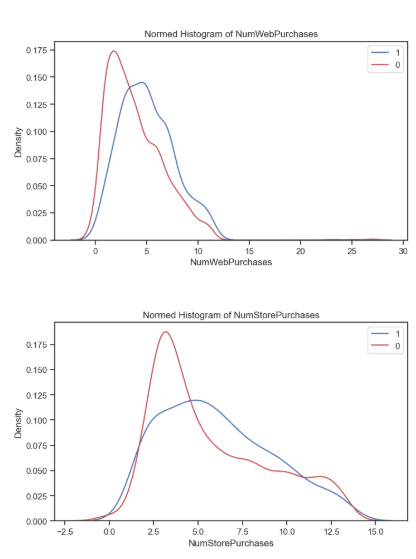 Normed Histogram of NumWebPurchases
1
0
0.175
0.150
0.125
0.100
0.075
0.050
0.025
0.000
Density
0 5 10 15 20 25 30
NumWebPurchases
Normed Histogram of NumStorePurchases
1
0
0.175
0.150
0.125
0.100
0.075
0.050
0.025
0.000
Density
−2.5 0.0 2.5 5.0 7.5 10.0 12.5 15.0
NumStorePurchases